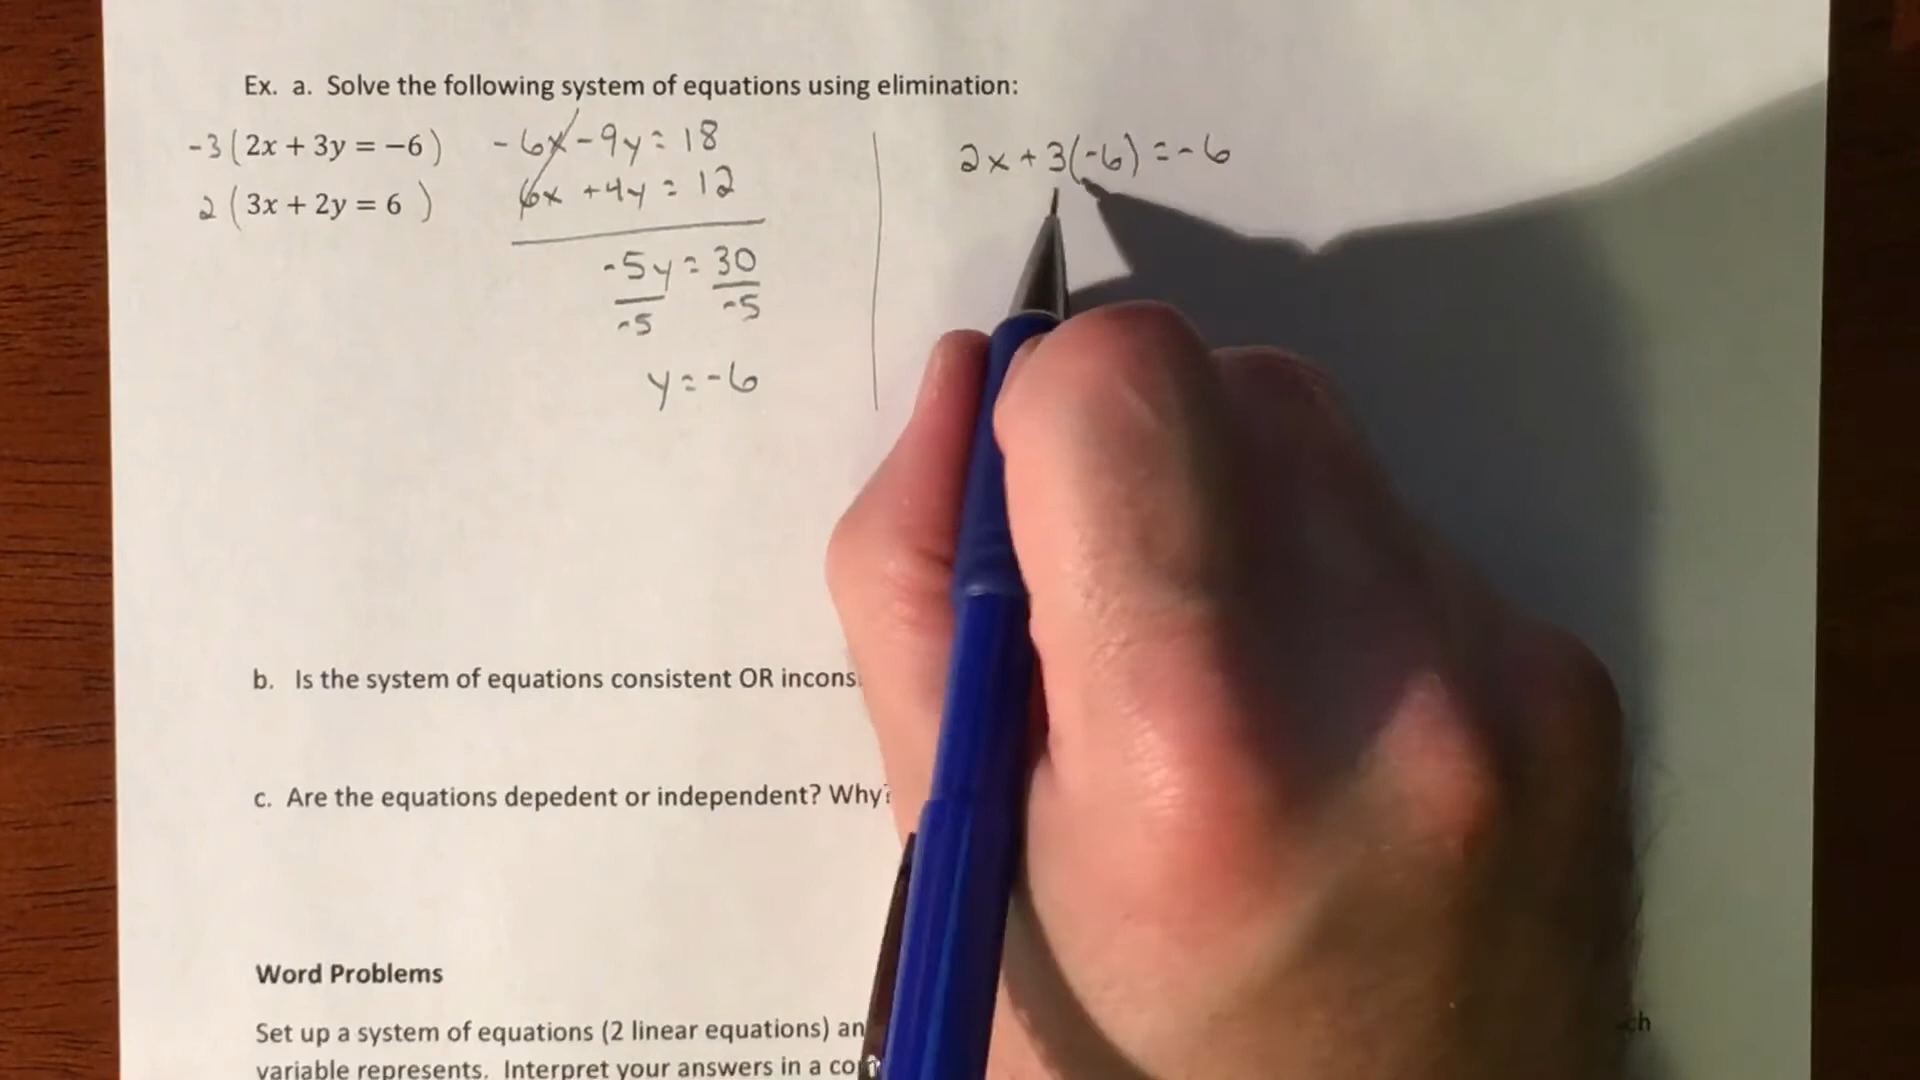 Ex. a. Solve the following system of equations using elimination:
-3(2x + 3y = −6)
2(3x + 2y = 6)
-6x-9y=18
6x+4y=12
-5y=30
-5 -5
y=-6
2x+3(-6)=-6
b. Is the system of equations consistent OR
c. Are the equations depedent or independent? Why?
Word Problems
Set up a system of equations (2 linear equations)
variable represents. Interpret your answers in a